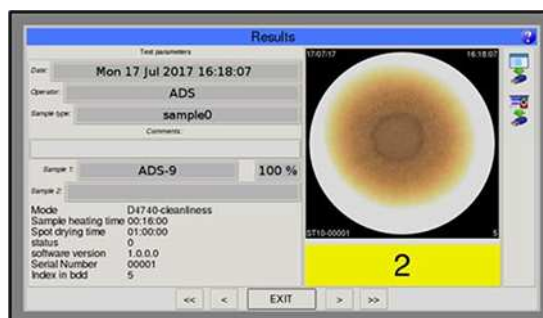 Results
Test parameters
Date: Mon 17 Jul 2017 16:18:07
Operator: ADS
Sample type: sample0
Comments:
Sample 1: ADS-9 100 %
Sample 2:
Mode D4740-cleanliness
Sample heating time 00:16:00
Spot drying time 01:00:00
status 0
software version 1.0.0.0
Serial Number 00001
Index in bdd 5
17/07/17 16:18:07
ST10-00001 5
2
<< < EXIT > >>